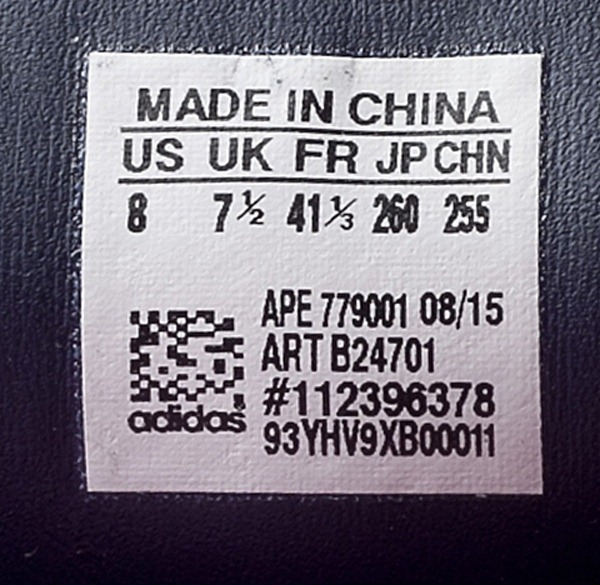 MADE IN CHINA
US UK FR JP CHN
8 7½ 41⅓ 260 255
APE 779001 08/15
ART B24701
#112396378
adidas
93YHV9XB00011